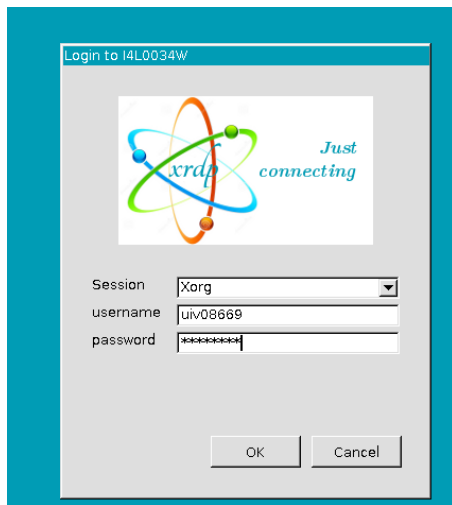 Login to I4L0034W
xrdp
Just
connecting
Session
Xorg
username
uiv08669
password
********
OK
Cancel